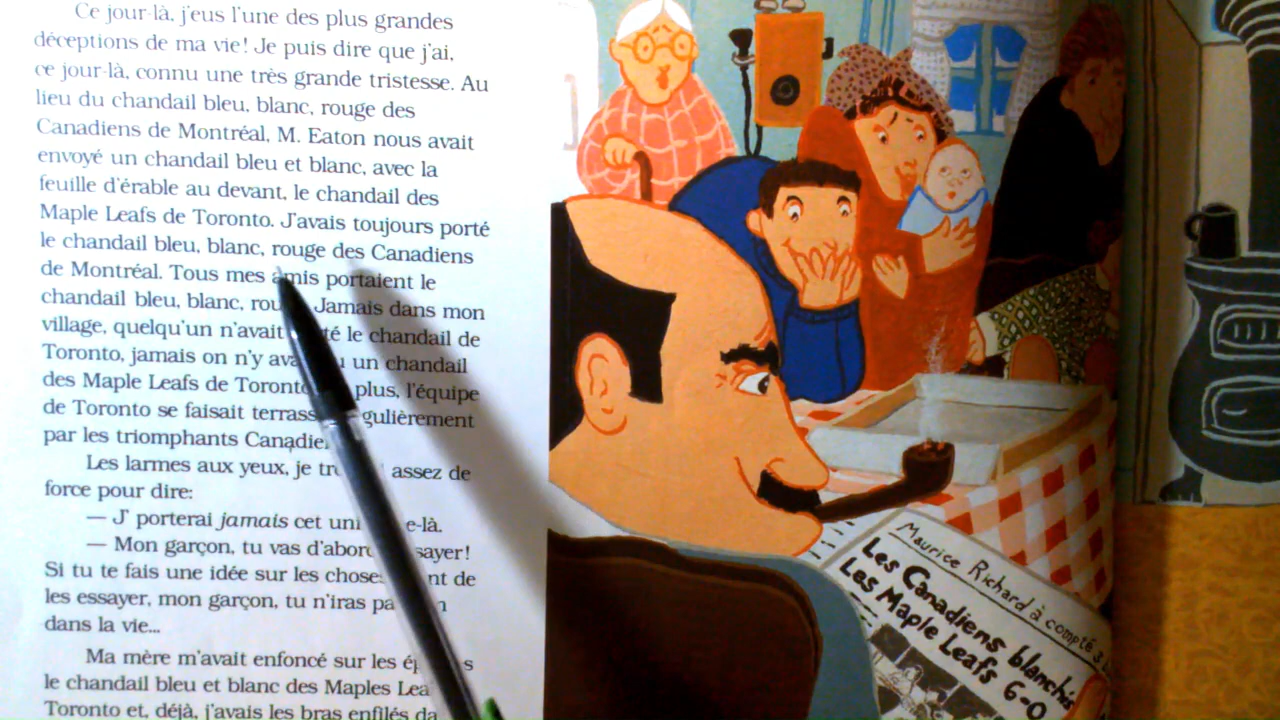 Ce jour-là, j'eus l'une des plus grandes
déceptions de ma vie! Je puis dire que j'ai,
ce jour-là, connu une très grande tristesse. Au
lieu du chandail bleu, blanc, rouge des
Canadiens de Montréal, M. Eaton nous avait
envoyé un chandail bleu et blanc, avec la
feuille d'érable au devant, le chandail des
Maple Leafs de Toronto. J'avais toujours porté
le chandail bleu, blanc, rouge des Canadiens
de Montréal. Tous mes amis portaient le
chandail bleu, blanc, Jamais dans mon
village, quelqu'un n'avait le chandail de
Toronto, jamais on n'y un chandail
des Maple Leafs de plus, l'équipe
de Toronto se faisait
par les triomphants
Les larmes aux yeux, je assez de
force pour dire:
— J' porterai jamais cet
— Mon garçon, tu vas
Si tu te fais une idée sur les de
les essayer, mon garçon, tu n'iras
dans la vie...
Ma mère m'avait enfoncé sur les
le chandail bleu et blanc des Maples
Toronto et, déjà, j'avais les bras enfilés
Maurice Richard à compté 3
Les Canadiens blanchis
Les Maple Leafs 6-0